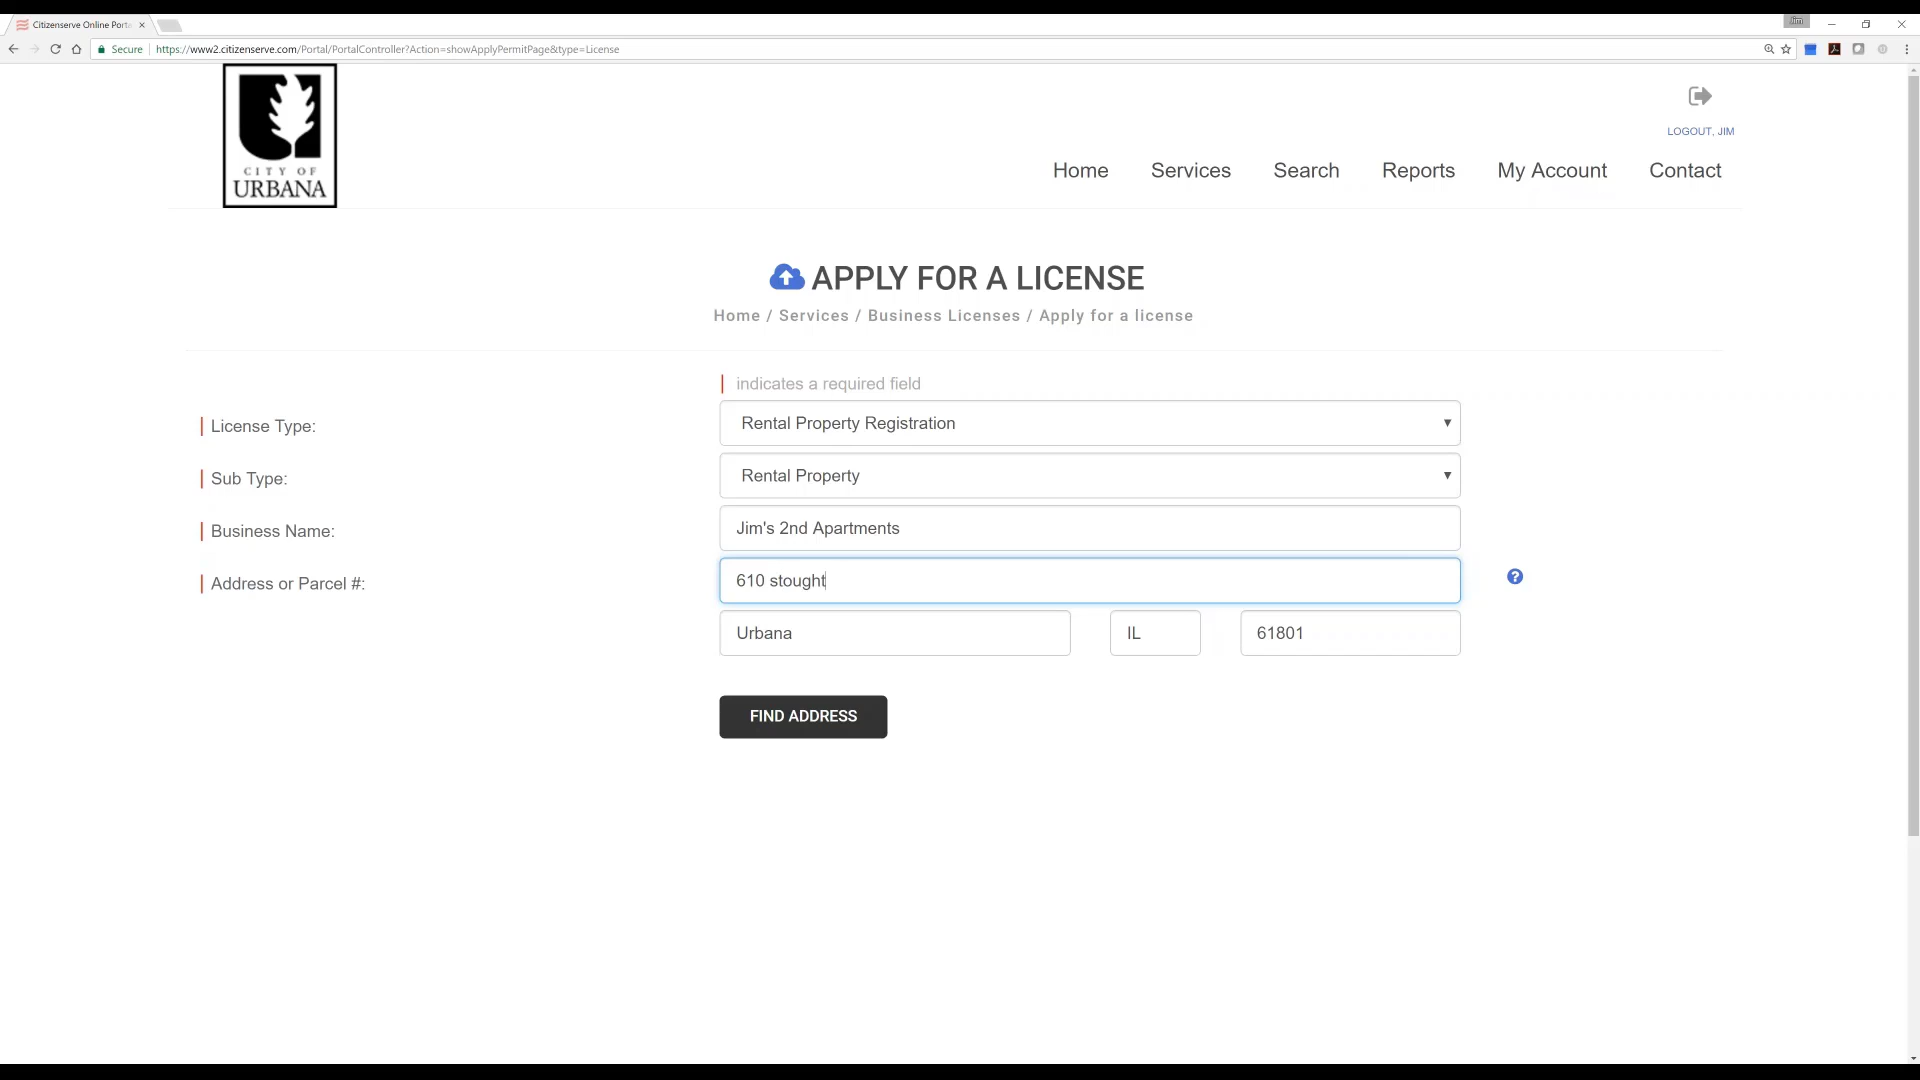 Citizenserve Online Porta
Jim
Secure https://www2.citizenserve.com/Portal/PortalController?Action=showApplyPermitPage&type=License
CITY OF
URBANA
LOGOUT, JIM
Home Services Search Reports My Account Contact
APPLY FOR A LICENSE
Home / Services / Business Licenses / Apply for a license
indicates a required field
License Type: Rental Property Registration
Sub Type: Rental Property
Business Name: Jim's 2nd Apartments
Address or Parcel #: 610 stought
Urbana IL 61801
FIND ADDRESS